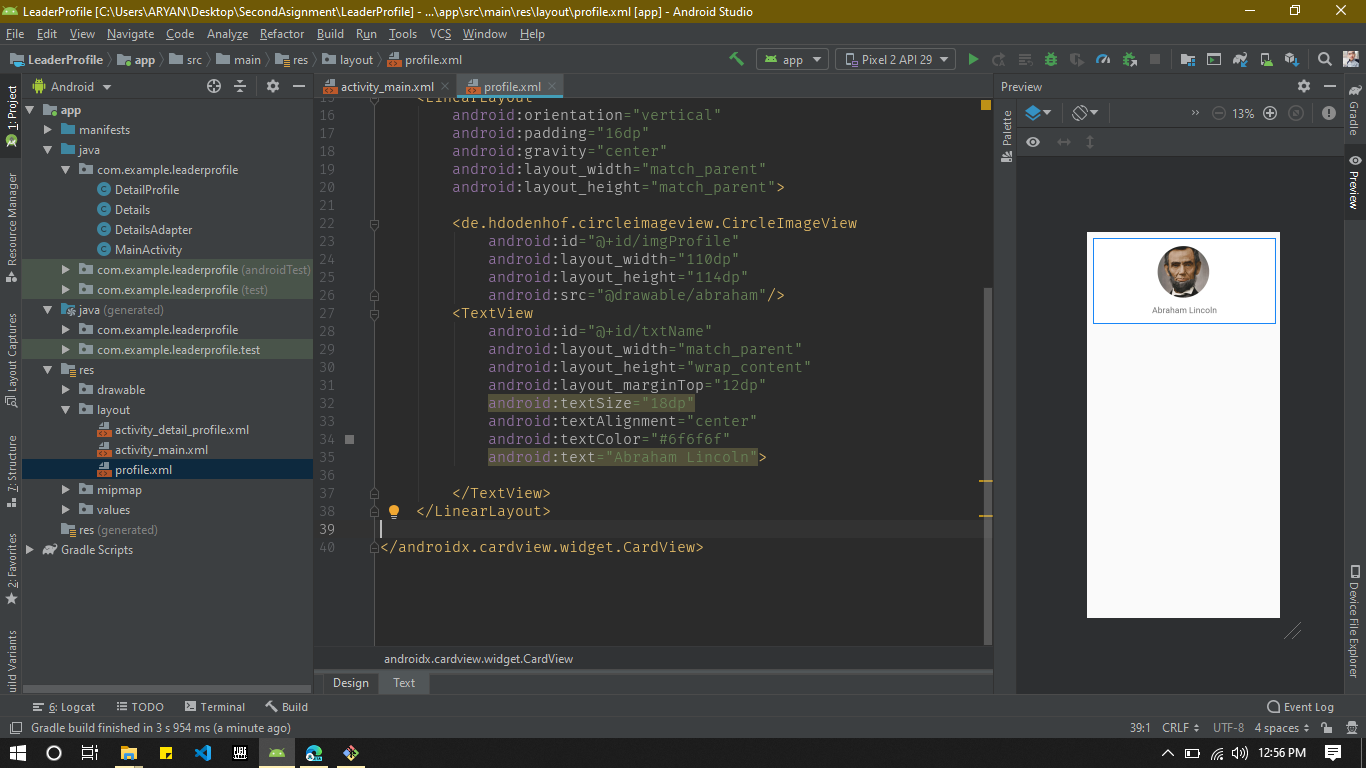 LeaderProfile [C:\Users\ARYAN\Desktop\SecondAsignment\LeaderProfile] - ...\app\src\main\res\layout\profile.xml [app] - Android Studio
File Edit View Navigate Code Analyze Refactor Build Run Tools VCS Window Help
LeaderProfile app src main res layout profile.xml app Pixel 2 API 29
Android
activity_main.xml profile.xml
Preview
1: Project
Resource Manager
Layout Captures
7: Structure
2: Favorites
uild Variants
app
manifests
java
com.example.leaderprofile
DetailProfile
Details
DetailsAdapter
MainActivity
com.example.leaderprofile (androidTest)
com.example.leaderprofile (test)
java (generated)
com.example.leaderprofile
com.example.leaderprofile.test
res
drawable
layout
activity_detail_profile.xml
activity_main.xml
profile.xml
mipmap
values
res (generated)
Gradle Scripts
15 <LinearLayout
16 android:orientation="vertical"
17 android:padding="16dp"
18 android:gravity="center"
19 android:layout_width="match_parent"
20 android:layout_height="match_parent">
21
22 <de.hdodenhof.circleimageview.CircleImageView
23 android:id="@+id/imgProfile"
24 android:layout_width="110dp"
25 android:layout_height="114dp"
26 android:src="@drawable/abraham"/>
27 <TextView
28 android:id="@+id/txtName"
29 android:layout_width="match_parent"
30 android:layout_height="wrap_content"
31 android:layout_marginTop="12dp"
32 android:textSize="18dp"
33 android:textAlignment="center"
34 android:textColor="#6f6f6f"
35 android:text="Abraham Lincoln">
36
37 </TextView>
38 </LinearLayout>
39
40 </androidx.cardview.widget.CardView>
androidx.cardview.widget.CardView
Design Text
Palette
» 13%
Abraham Lincoln
Gradle
Preview
Device File Explorer
6: Logcat TODO Terminal Build Event Log
Gradle build finished in 3 s 954 ms (a minute ago) 39:1 CRLF UTF-8 4 spaces
12:56 PM